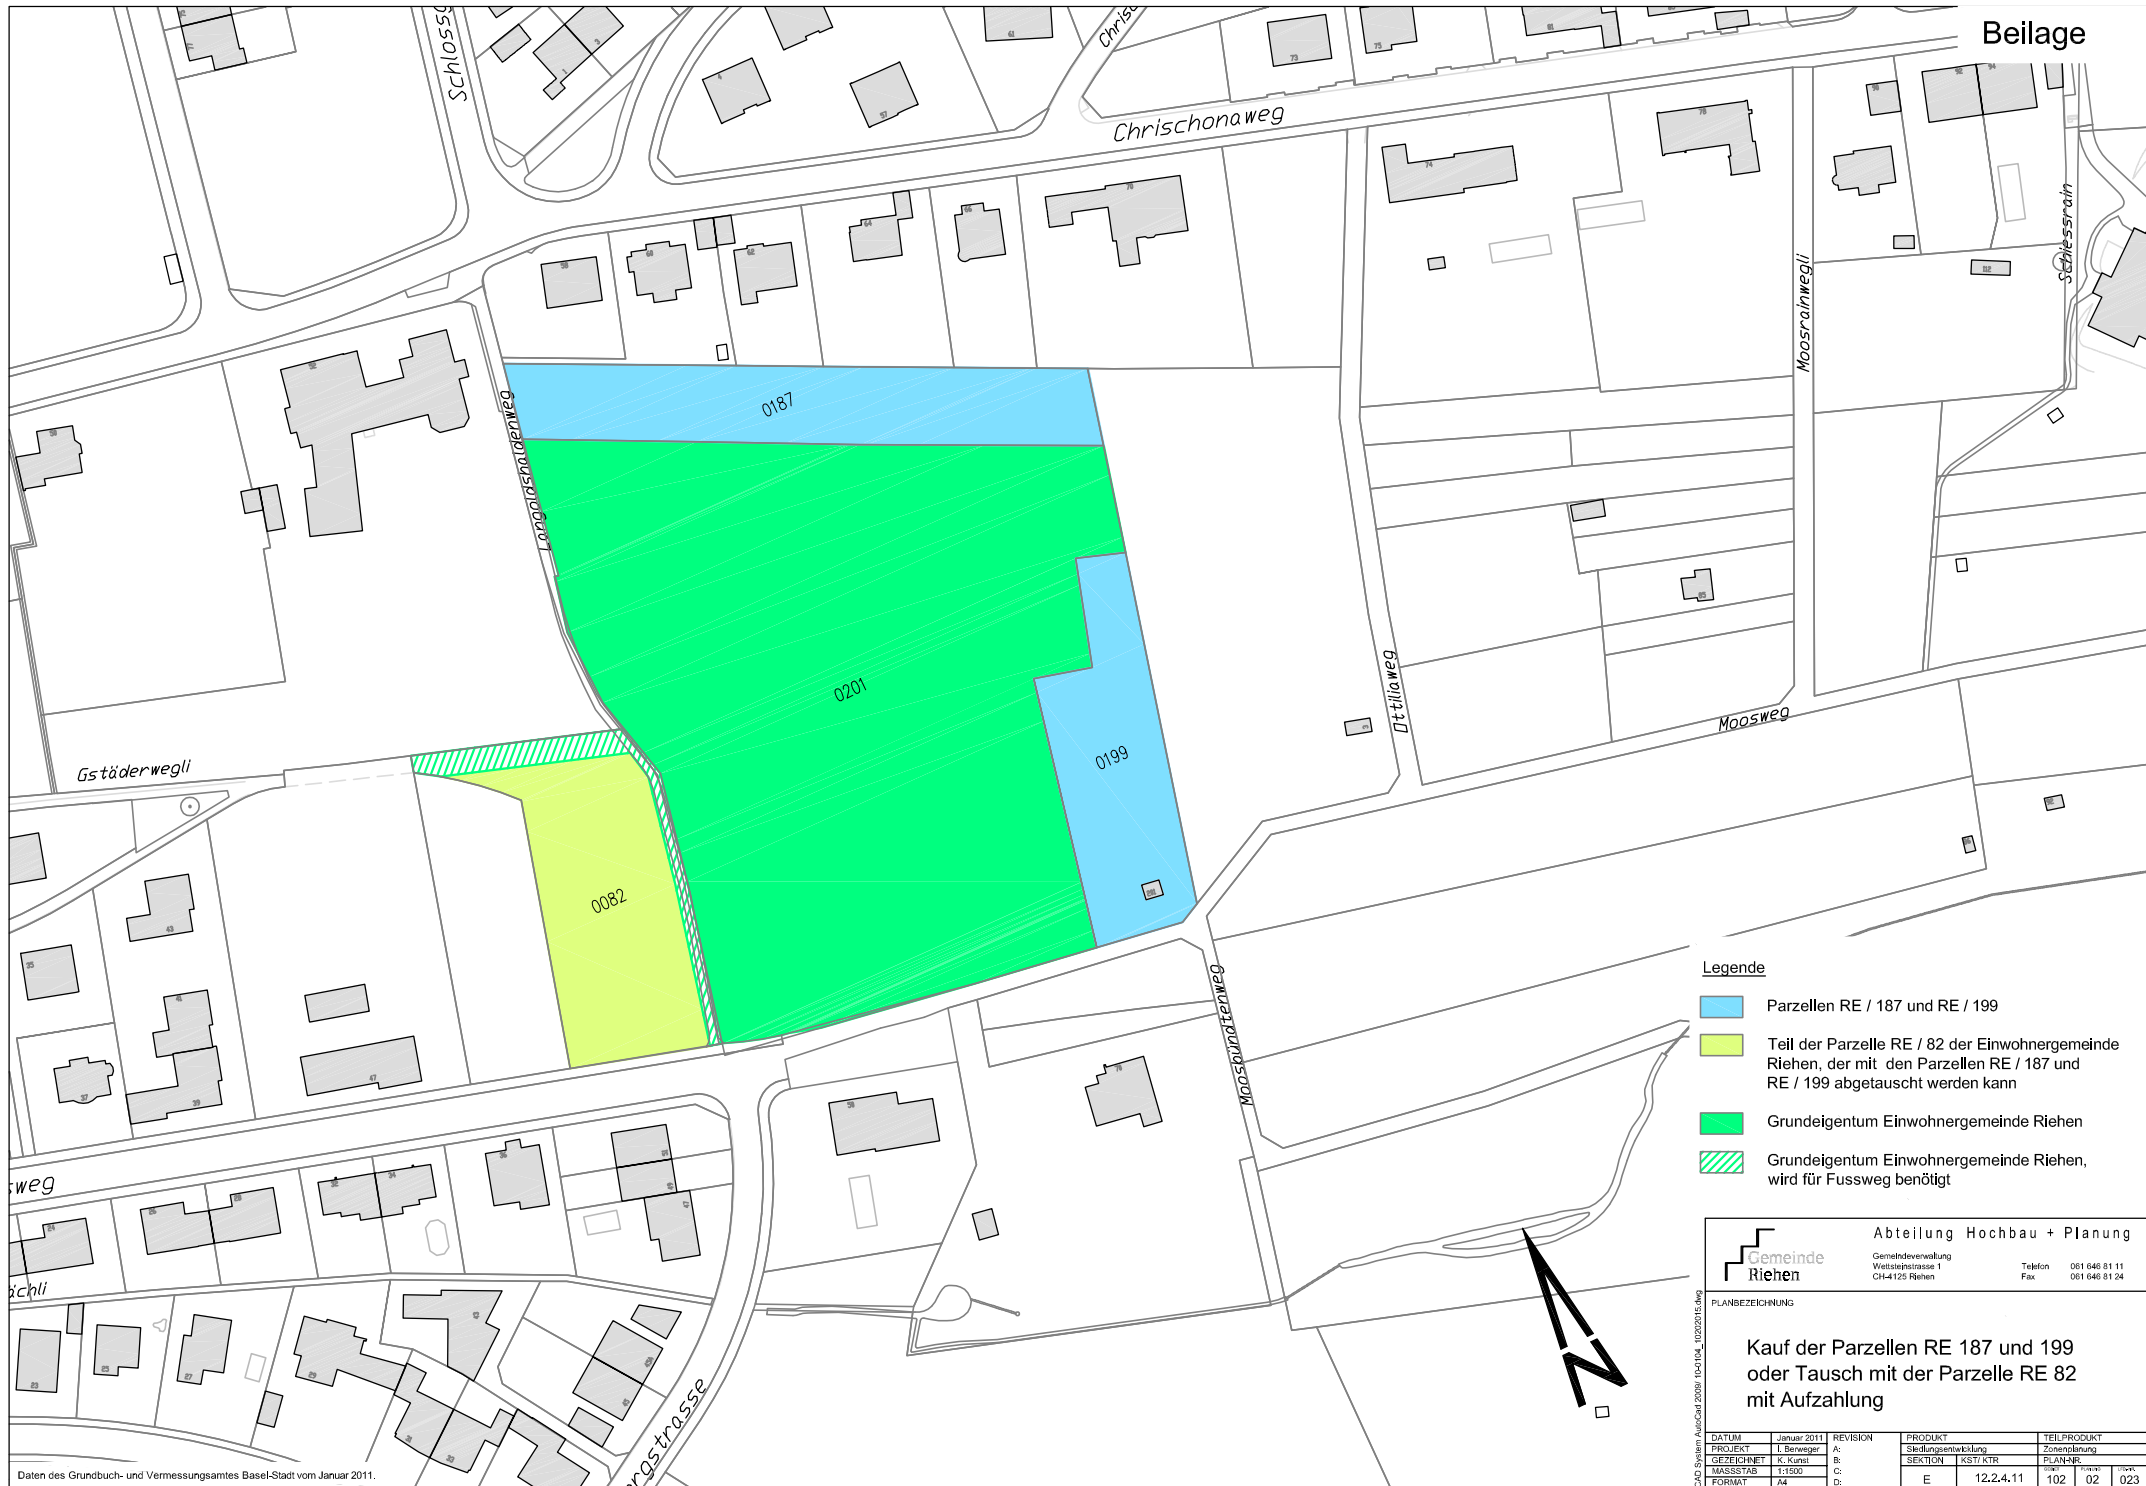 Beilage
Chrischonaweg
Langoldshaldenweg
Moosrainwegli
Schiessrain
0187
0201
0199
0082
Ottiliaweg
Moosweg
Gstäderwegli
Moosbündtenweg
Legende
Parzellen RE / 187 und RE / 199
Teil der Parzelle RE / 82 der Einwohnergemeinde
Riehen, der mit den Parzellen RE / 187 und
RE / 199 abgetauscht werden kann
Grundeigentum Einwohnergemeinde Riehen
Grundeigentum Einwohnergemeinde Riehen,
wird für Fussweg benötigt
Gemeinde
Riehen
Abteilung Hochbau + Planung
Gemeindeverwaltung
Wettsteinstrasse 1
CH-4125 Riehen
Telefon 061 646 81 11
Fax 061 646 81 24
PLANBEZEICHNUNG
Kauf der Parzellen RE 187 und 199
oder Tausch mit der Parzelle RE 82
mit Aufzahlung
DATUM Januar 2011 REVISION PRODUKT TEILPRODUKT
PROJEKT I. Berweger A: Siedlungsentwicklung Zonenplanung
GEZEICHNET K. Kunst B: SEKTION KST/ KTR PLAN-NR.
MASSSTAB 1:1500 C: E 12.2.4.11 102 02 023
FORMAT A4 D:
Daten des Grundbuch- und Vermessungsamtes Basel-Stadt vom Januar 2011.
N